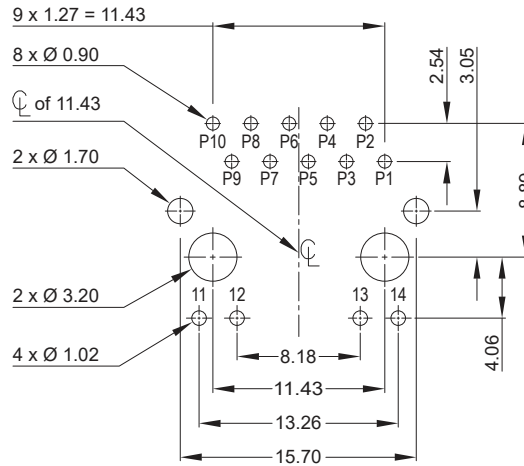 9 x 1.27 = 11.43
8 x Ø 0.90
℄ of 11.43
2 x Ø 1.70
2 x Ø 3.20
4 x Ø 1.02
P10 P8 P6 P4 P2
P9 P7 P5 P3 P1
2.54
3.05
8.89
℄
11 12 13 14
4.06
8.18
11.43
13.26
15.70